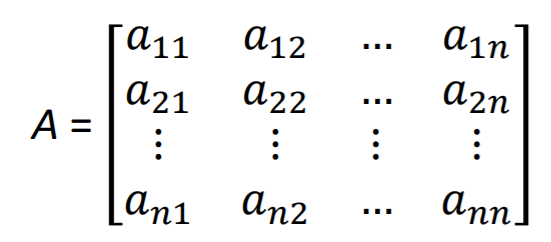 a₁₁ a₁₂ ... a₁ₙ
a₂₁ a₂₂ ... a₂ₙ
A =
⋮ ⋮ ⋮ ⋮
aₙ₁ aₙ₂ ... aₙₙ